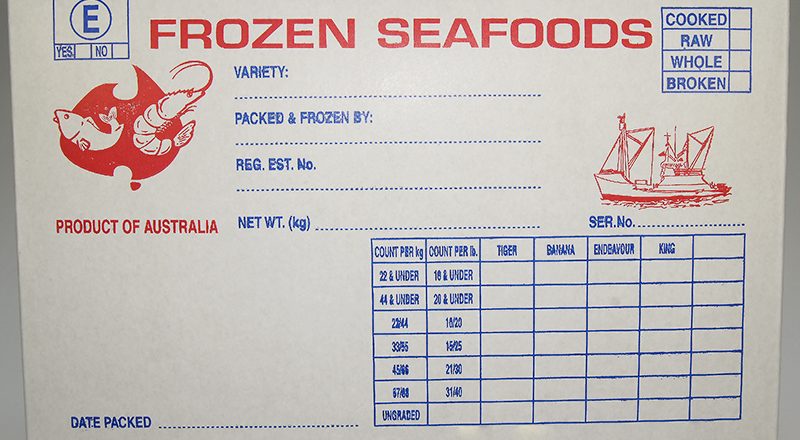 E
YES. NO
FROZEN SEAFOODS
COOKED
RAW
WHOLE
BROKEN
VARIETY:
PACKED & FROZEN BY:
REG. EST. No.
PRODUCT OF AUSTRALIA
NET WT. (kg)
SER.No.
COUNT PER kg COUNT PER lb. TIGER BANANA ENDEAVOUR KING
22 & UNDER 10 & UNDER
44 & UNDER 20 & UNDER
22/44 10/20
33/55 15/25
45/66 21/30
67/88 31/40
UNGRADED
DATE PACKED